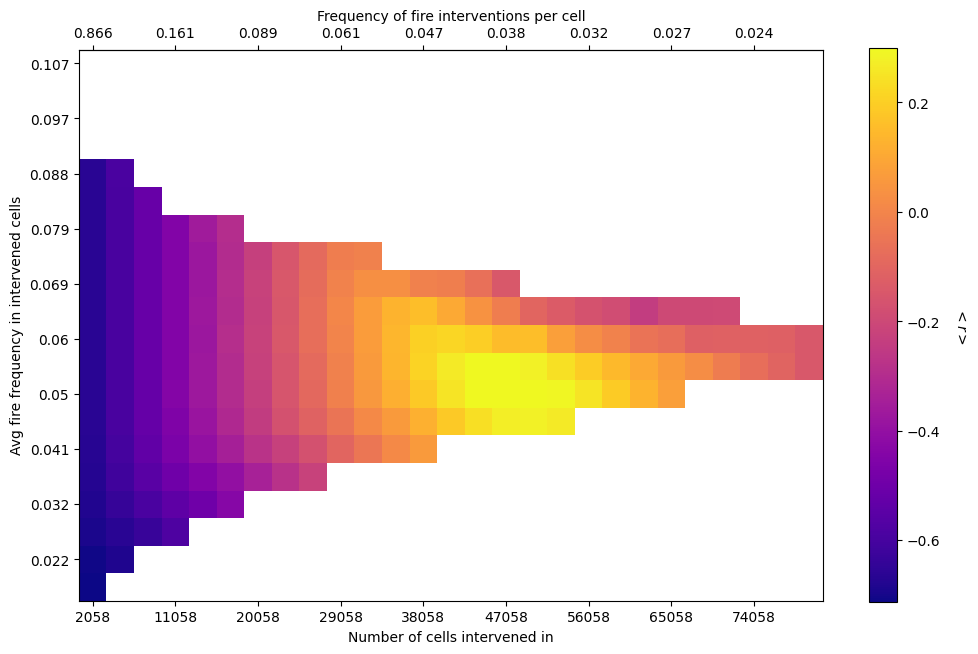 Frequency of fire interventions per cell
0.866 0.161 0.089 0.061 0.047 0.038 0.032 0.027 0.024
0.107
0.097
0.088
0.079
0.069
0.06
0.05
0.041
0.032
0.022
Avg fire frequency in intervened cells
2058 11058 20058 29058 38058 47058 56058 65058 74058
Number of cells intervened in
0.2
0.0
−0.2
−0.4
−0.6
< r >